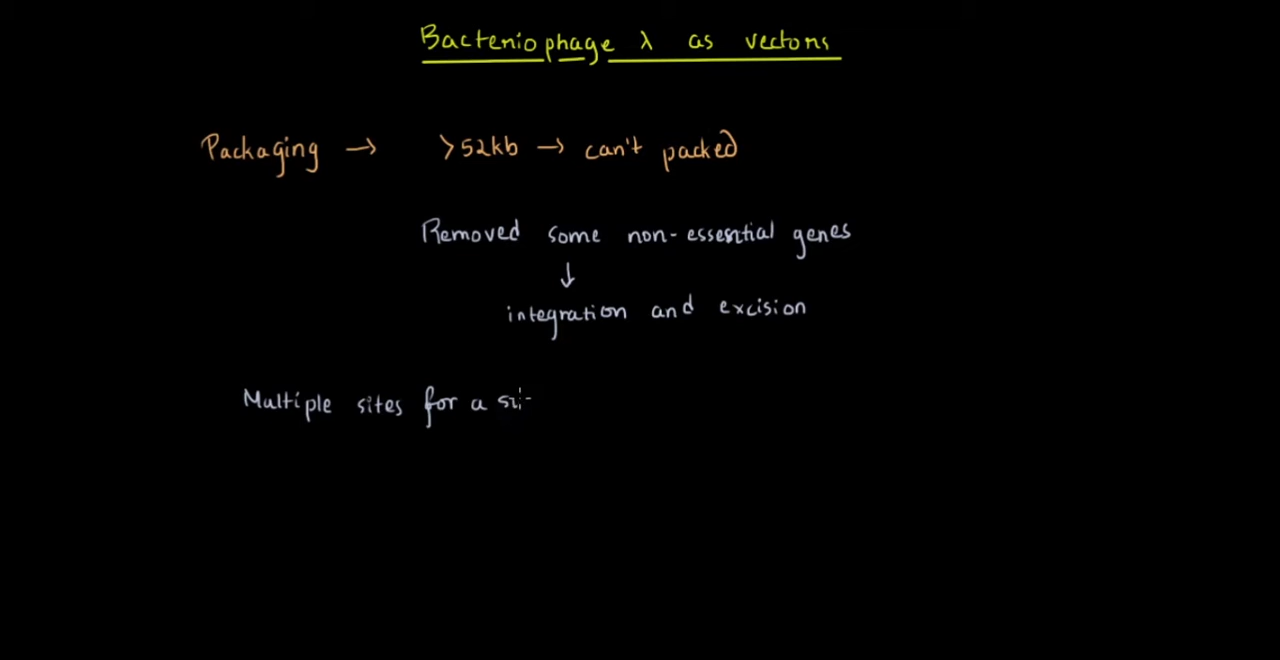 Bacteriophage λ as vectors
Packaging → >52kb → can't packed
Removed some non-essential genes
↓
integration and excision
Multiple sites for a